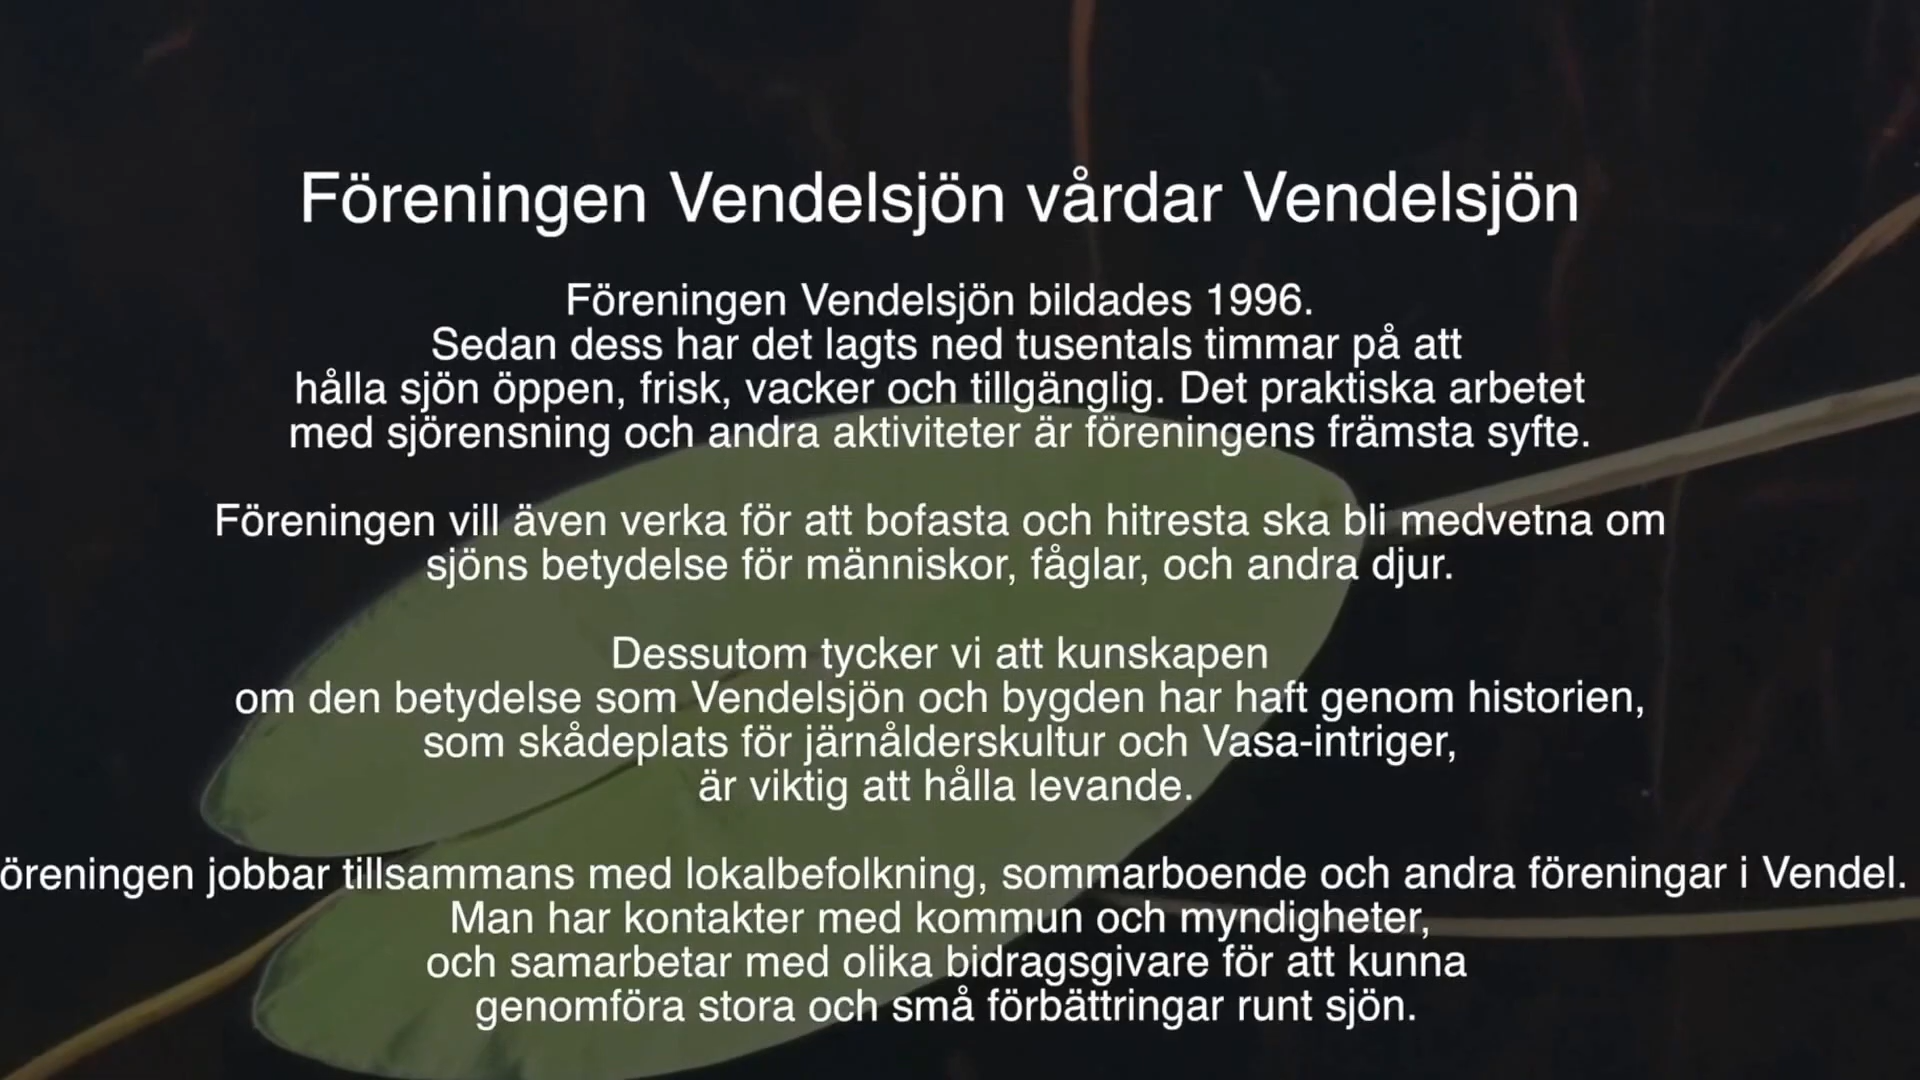 Föreningen Vendelsjön vårdar Vendelsjön
Föreningen Vendelsjön bildades 1996.
Sedan dess har det lagts ned tusentals timmar på att
hålla sjön öppen, frisk, vacker och tillgänglig. Det praktiska arbetet
med sjörensning och andra aktiviteter är föreningens främsta syfte.
Föreningen vill även verka för att bofasta och hitresta ska bli medvetna om
sjöns betydelse för människor, fåglar, och andra djur.
Dessutom tycker vi att kunskapen
om den betydelse som Vendelsjön och bygden har haft genom historien,
som skådeplats för järnålderskultur och Vasa-intriger,
är viktig att hålla levande.
öreningen jobbar tillsammans med lokalbefolkning, sommarboende och andra föreningar i Vendel.
Man har kontakter med kommun och myndigheter,
och samarbetar med olika bidragsgivare för att kunna
genomföra stora och små förbättringar runt sjön.